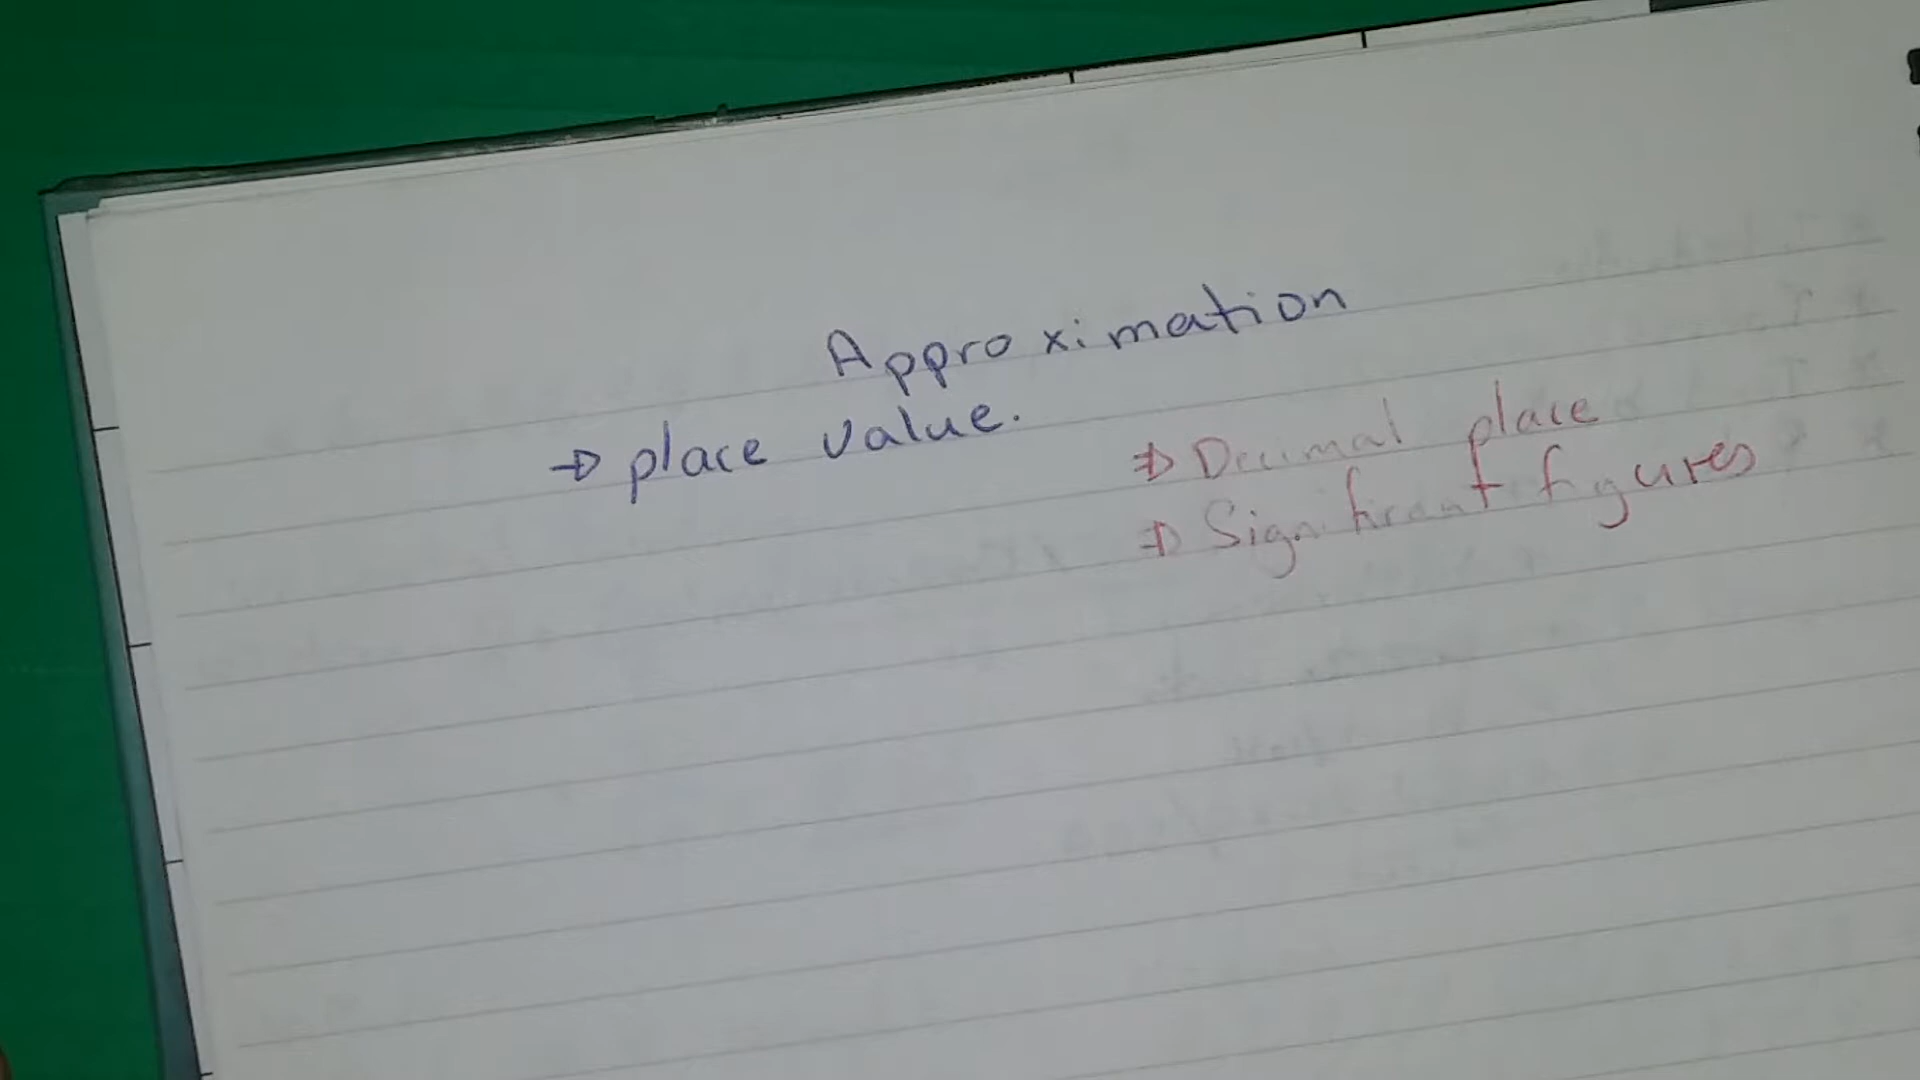 Approximation
→ place value.
⇒ Decimal place
⇒ Significant figures